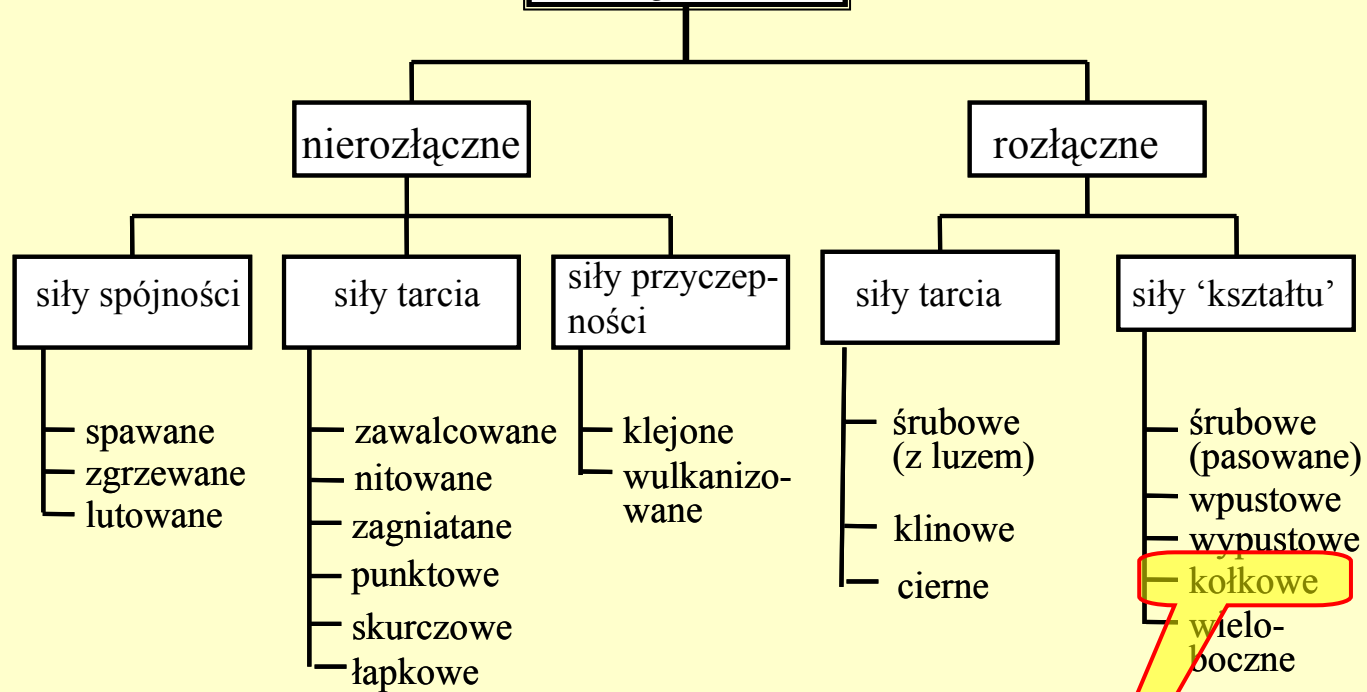 nierozłączne
rozłączne
siły spójności
siły tarcia
siły przyczep-
ności
siły tarcia
siły ‘kształtu’
spawane
zgrzewane
lutowane
zawalcowane
nitowane
zagniatane
punktowe
skurczowe
łapkowe
klejone
wulkanizo-
wane
śrubowe
(z luzem)
klinowe
cierne
śrubowe
(pasowane)
wpustowe
wypustowe
kołkowe
wielo-
boczne